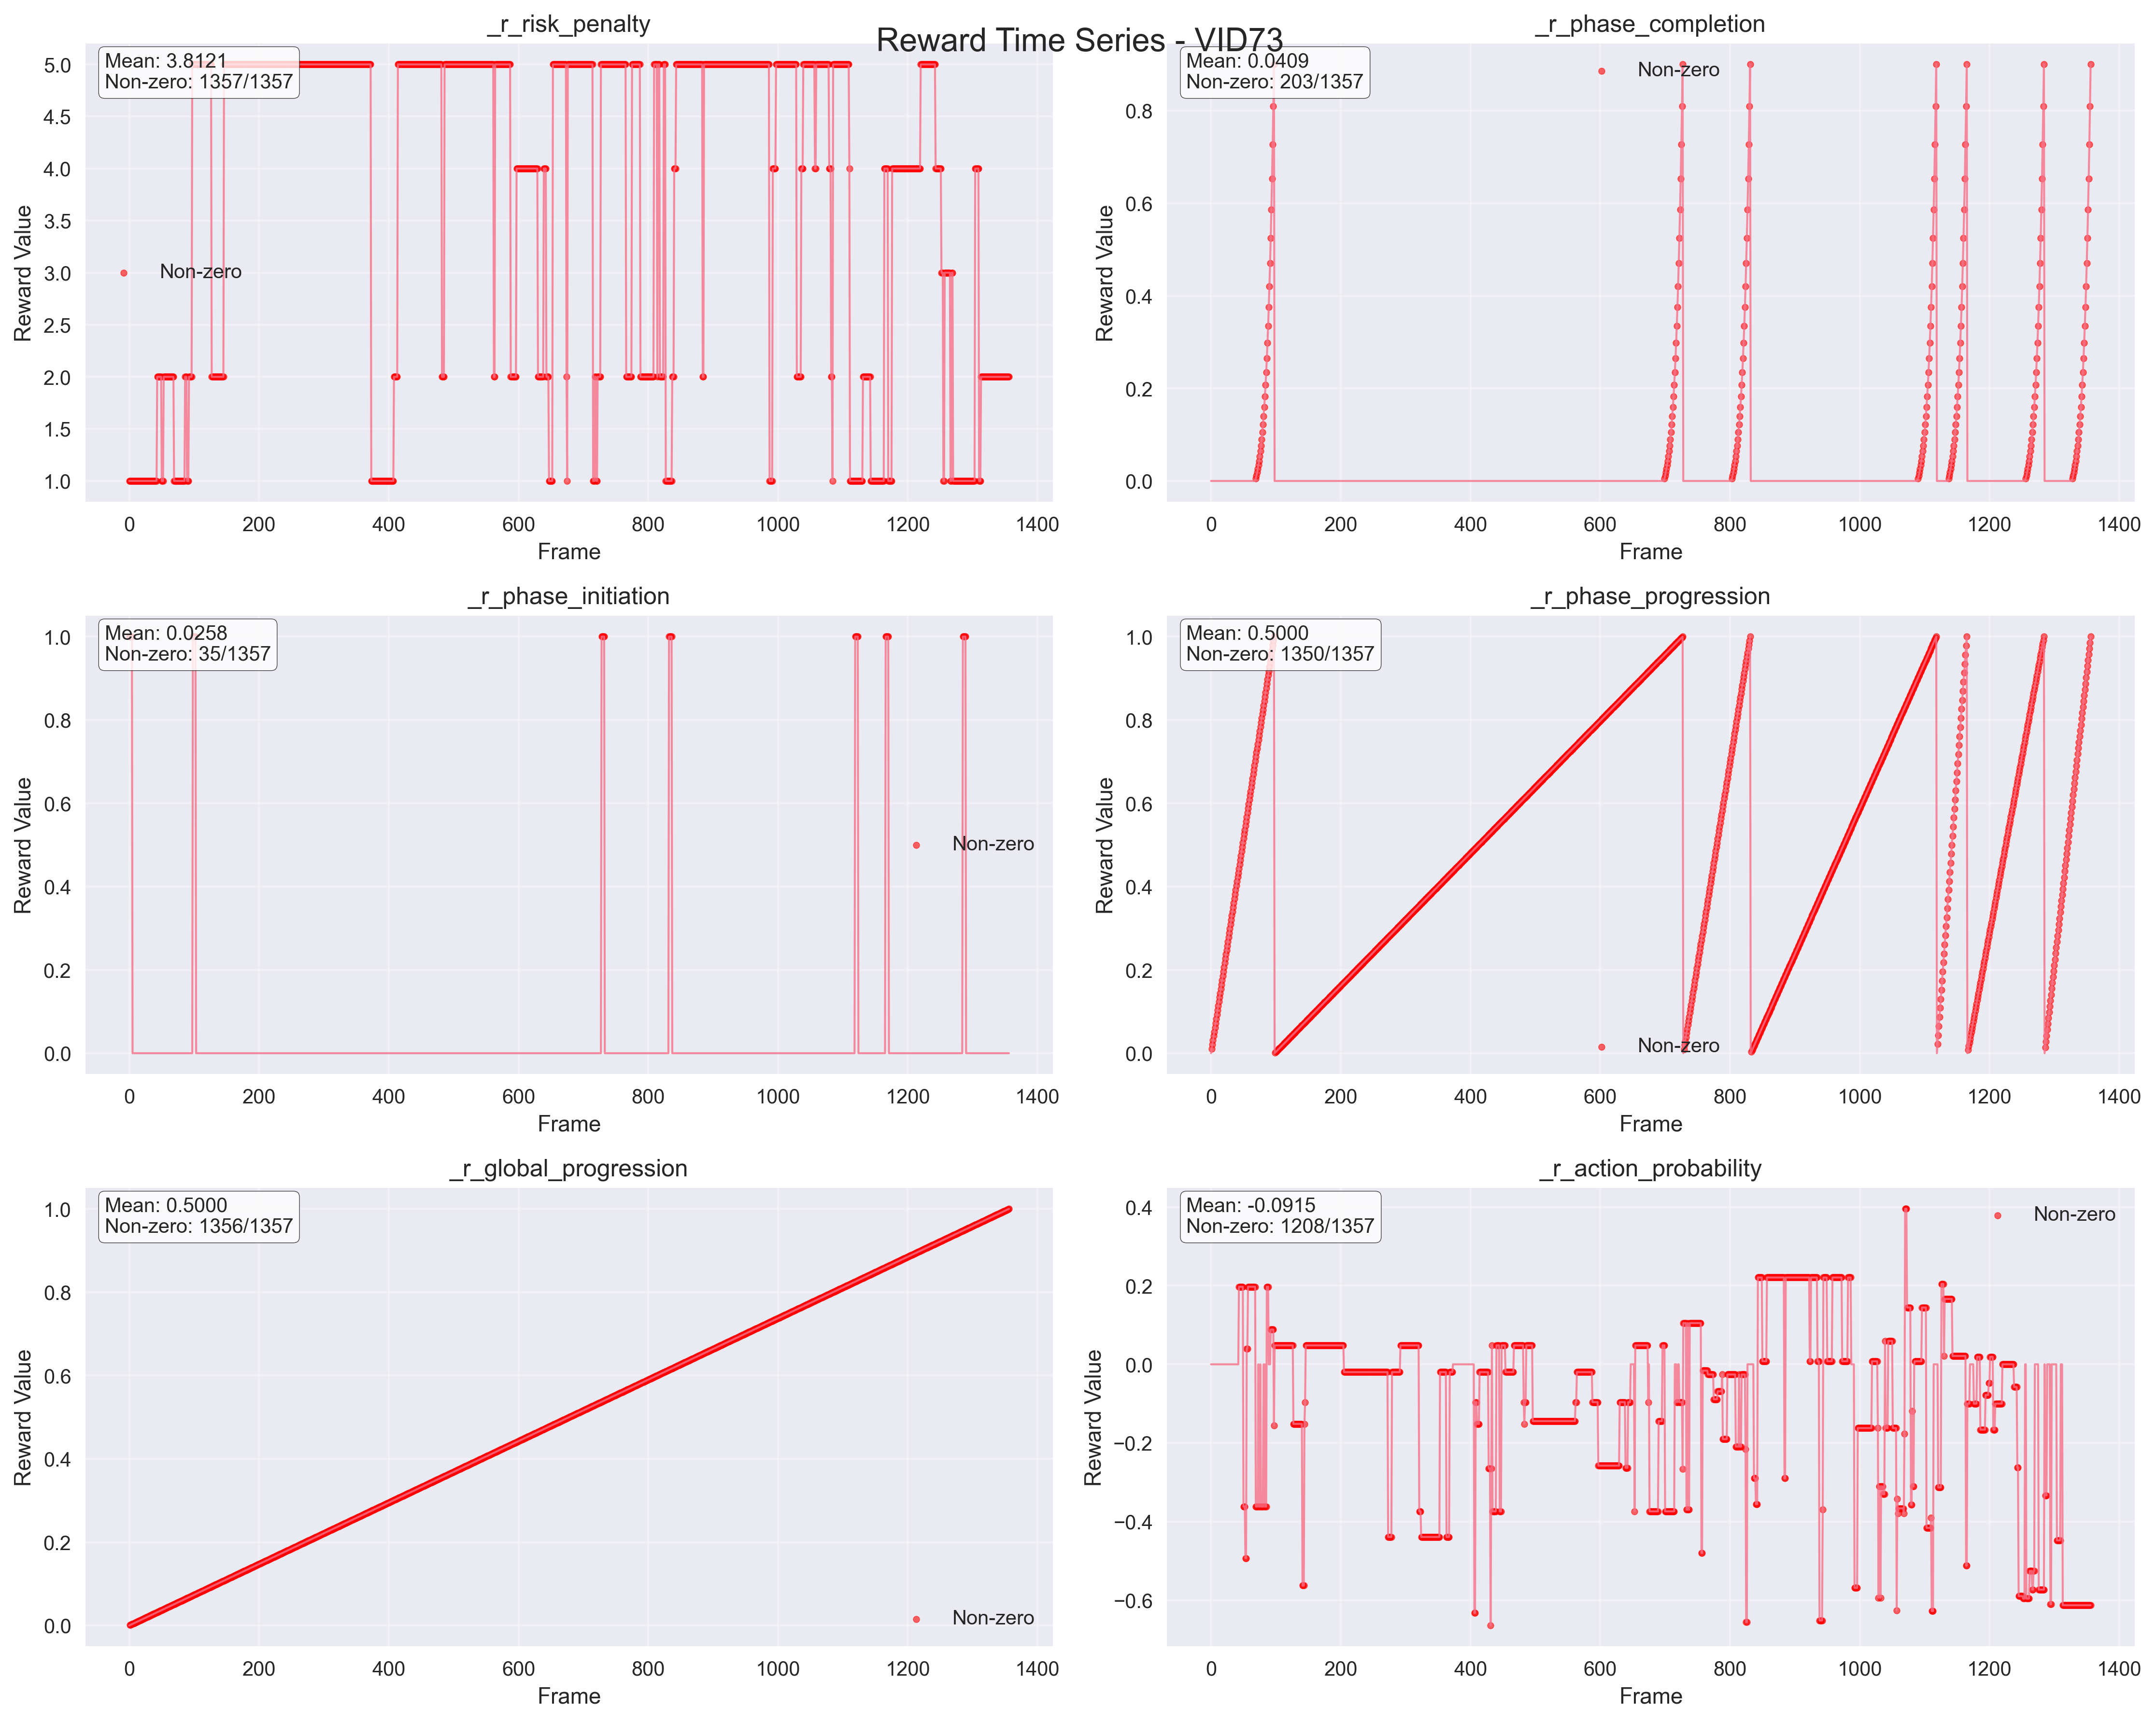 Reward Time Series - VID73
_r_risk_penalty
Mean: 3.8121
Non-zero: 1357/1357
Non-zero
Reward Value
5.0
4.5
4.0
3.5
3.0
2.5
2.0
1.5
1.0
0 200 400 600 800 1000 1200 1400
Frame
_r_phase_completion
Mean: 0.0409
Non-zero: 203/1357
Non-zero
Reward Value
0.8
0.6
0.4
0.2
0.0
0 200 400 600 800 1000 1200 1400
Frame
_r_phase_initiation
Mean: 0.0258
Non-zero: 35/1357
Non-zero
Reward Value
1.0
0.8
0.6
0.4
0.2
0.0
0 200 400 600 800 1000 1200 1400
Frame
_r_phase_progression
Mean: 0.5000
Non-zero: 1350/1357
Non-zero
Reward Value
1.0
0.8
0.6
0.4
0.2
0.0
0 200 400 600 800 1000 1200 1400
Frame
_r_global_progression
Mean: 0.5000
Non-zero: 1356/1357
Non-zero
Reward Value
1.0
0.8
0.6
0.4
0.2
0.0
0 200 400 600 800 1000 1200 1400
Frame
_r_action_probability
Mean: -0.0915
Non-zero: 1208/1357
Non-zero
Reward Value
0.4
0.2
0.0
−0.2
−0.4
−0.6
0 200 400 600 800 1000 1200 1400
Frame